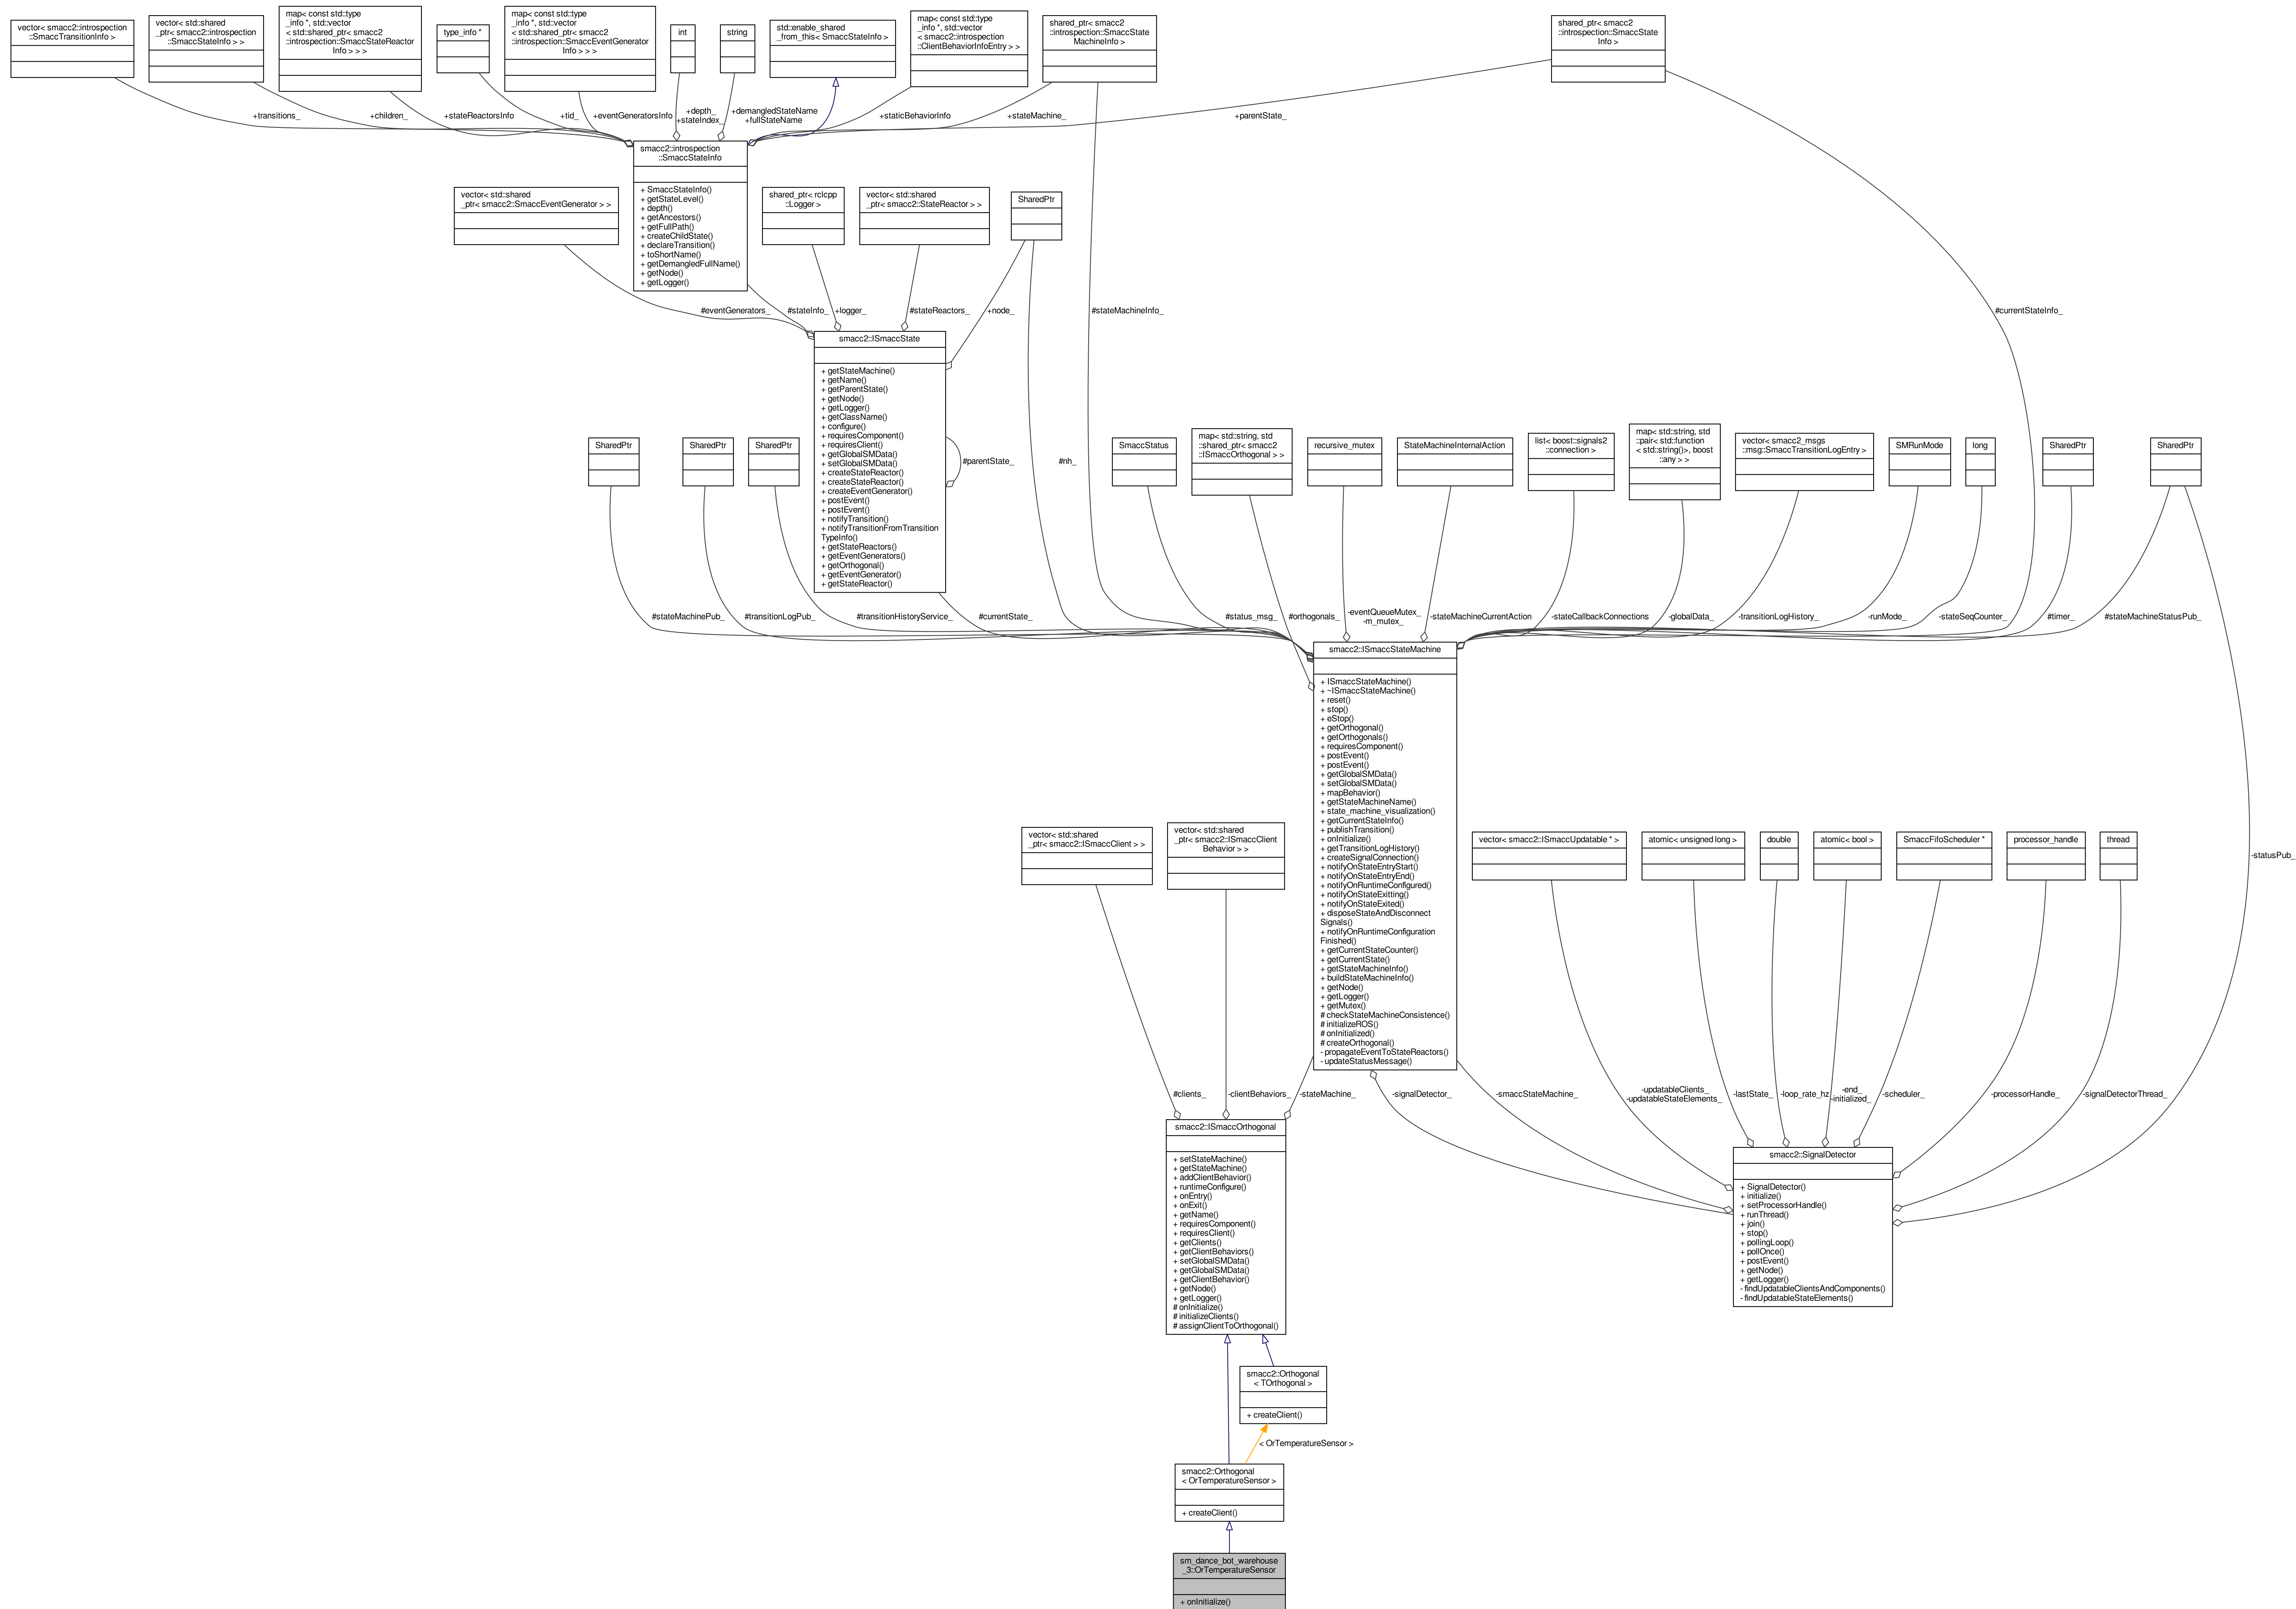 vector< smacc2::introspection
::SmaccTransitionInfo >
vector< std::shared
_ptr< smacc2::introspection
::SmaccStateInfo > >
map< const std::type
_info *, std::vector
< std::shared_ptr< smacc2
::introspection::SmaccStateReactor
Info > > >
type_info *
map< const std::type
_info *, std::vector
< std::shared_ptr< smacc2
::introspection::SmaccEventGenerator
Info > > >
int
string
std::enable_shared
_from_this< SmaccStateInfo >
map< const std::type
_info *, std::vector
< smacc2::introspection
::ClientBehaviorInfoEntry > >
shared_ptr< smacc2
::introspection::SmaccState
MachineInfo >
shared_ptr< smacc2
::introspection::SmaccState
Info >
+transitions_
+children_
+stateReactorsInfo
+tid_
+eventGeneratorsInfo
+depth_
+stateIndex_
+demangledStateName
+fullStateName
+staticBehaviorInfo
+stateMachine_
+parentState_
smacc2::introspection
::SmaccStateInfo
+ SmaccStateInfo()
+ getStateLevel()
+ depth()
+ getAncestors()
+ getFullPath()
+ createChildState()
+ declareTransition()
+ toShortName()
+ getDemangledFullName()
+ getNode()
+ getLogger()
vector< std::shared
_ptr< smacc2::SmaccEventGenerator > >
shared_ptr< rclcpp
::Logger >
vector< std::shared
_ptr< smacc2::StateReactor > >
SharedPtr
#eventGenerators_
#stateInfo_
+logger_
#stateReactors_
+node_
#stateMachineInfo_
#currentStateInfo_
smacc2::ISmaccState
+ getStateMachine()
+ getName()
+ getParentState()
+ getNode()
+ getLogger()
+ getClassName()
+ configure()
+ requiresComponent()
+ requiresClient()
+ getGlobalSMData()
+ setGlobalSMData()
+ createStateReactor()
+ createStateReactor()
+ createEventGenerator()
+ postEvent()
+ postEvent()
+ notifyTransition()
+ notifyTransitionFromTransition
TypeInfo()
+ getStateReactors()
+ getEventGenerators()
+ getOrthogonal()
+ getEventGenerator()
+ getStateReactor()
#parentState_
#nh_
SharedPtr
SharedPtr
SharedPtr
SmaccStatus
map< std::string, std
::shared_ptr< smacc2
::ISmaccOrthogonal > >
recursive_mutex
StateMachineInternalAction
list< boost::signals2
::connection >
map< std::string, std
::pair< std::function
< std::string()>, boost
::any > >
vector< smacc2_msgs
::msg::SmaccTransitionLogEntry >
SMRunMode
long
SharedPtr
SharedPtr
#stateMachinePub_
#transitionLogPub_
#transitionHistoryService_
#currentState_
#status_msg_
#orthogonals_
-eventQueueMutex_
-m_mutex_
-stateMachineCurrentAction
-stateCallbackConnections
-globalData_
-transitionLogHistory_
-runMode_
-stateSeqCounter_
#timer_
#stateMachineStatusPub_
smacc2::ISmaccStateMachine
+ ISmaccStateMachine()
+ ~ISmaccStateMachine()
+ reset()
+ stop()
+ eStop()
+ getOrthogonal()
+ getOrthogonals()
+ requiresComponent()
+ postEvent()
+ postEvent()
+ getGlobalSMData()
+ setGlobalSMData()
+ mapBehavior()
+ getStateMachineName()
+ state_machine_visualization()
+ getCurrentStateInfo()
+ publishTransition()
+ onInitialize()
+ getTransitionLogHistory()
+ createSignalConnection()
+ notifyOnStateEntryStart()
+ notifyOnStateEntryEnd()
+ notifyOnRuntimeConfigured()
+ notifyOnStateExitting()
+ notifyOnStateExited()
+ disposeStateAndDisconnect
Signals()
+ notifyOnRuntimeConfiguration
Finished()
+ getCurrentStateCounter()
+ getCurrentState()
+ getStateMachineInfo()
+ buildStateMachineInfo()
+ getNode()
+ getLogger()
+ getMutex()
# checkStateMachineConsistence()
# initializeROS()
# onInitialized()
# createOrthogonal()
- propagateEventToStateReactors()
- updateStatusMessage()
vector< std::shared
_ptr< smacc2::ISmaccClient > >
vector< std::shared
_ptr< smacc2::ISmaccClient
Behavior > >
vector< smacc2::ISmaccUpdatable * >
atomic< unsigned long >
double
atomic< bool >
SmaccFifoScheduler *
processor_handle
thread
-statusPub_
#clients_
-clientBehaviors_
-stateMachine_
-signalDetector_
-smaccStateMachine_
-updatableClients_
-updatableStateElements_
-lastState_
-loop_rate_hz
-end_
-initialized_
-scheduler_
-processorHandle_
-signalDetectorThread_
smacc2::ISmaccOrthogonal
+ setStateMachine()
+ getStateMachine()
+ addClientBehavior()
+ runtimeConfigure()
+ onEntry()
+ onExit()
+ getName()
+ requiresComponent()
+ requiresClient()
+ getClients()
+ getClientBehaviors()
+ setGlobalSMData()
+ getGlobalSMData()
+ getClientBehavior()
+ getNode()
+ getLogger()
# onInitialize()
# initializeClients()
# assignClientToOrthogonal()
smacc2::SignalDetector
+ SignalDetector()
+ initialize()
+ setProcessorHandle()
+ runThread()
+ join()
+ stop()
+ pollingLoop()
+ pollOnce()
+ postEvent()
+ getNode()
+ getLogger()
- findUpdatableClientsAndComponents()
- findUpdatableStateElements()
smacc2::Orthogonal
< TOrthogonal >
+ createClient()
< OrTemperatureSensor >
smacc2::Orthogonal
< OrTemperatureSensor >
+ createClient()
sm_dance_bot_warehouse
_3::OrTemperatureSensor
+ onInitialize()